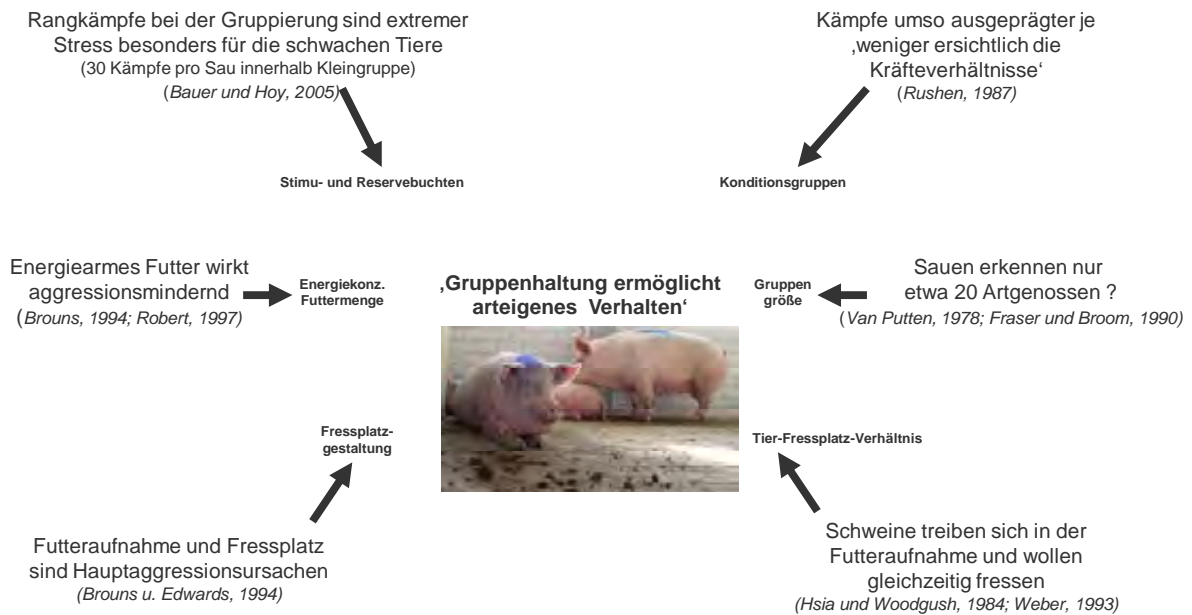 Rangkämpfe bei der Gruppierung sind extremer
Stress besonders für die schwachen Tiere
(30 Kämpfe pro Sau innerhalb Kleingruppe)
(Bauer und Hoy, 2005)
Kämpfe umso ausgeprägter je
‚weniger ersichtlich die
Kräfteverhältnisse‘
(Rushen, 1987)
Stimu- und Reservebuchten
Konditionsgruppen
Energiearmes Futter wirkt
aggressionsmindernd
(Brouns, 1994; Robert, 1997)
Energiekonz.
Futtermenge
‚Gruppenhaltung ermöglicht
arteigenes Verhalten‘
Gruppen
größe
Sauen erkennen nur
etwa 20 Artgenossen ?
(Van Putten, 1978; Fraser und Broom, 1990)
Fressplatz-
gestaltung
Tier-Fressplatz-Verhältnis
Futteraufnahme und Fressplatz
sind Hauptaggressionsursachen
(Brouns u. Edwards, 1994)
Schweine treiben sich in der
Futteraufnahme und wollen
gleichzeitig fressen
(Hsia und Woodgush, 1984; Weber, 1993)